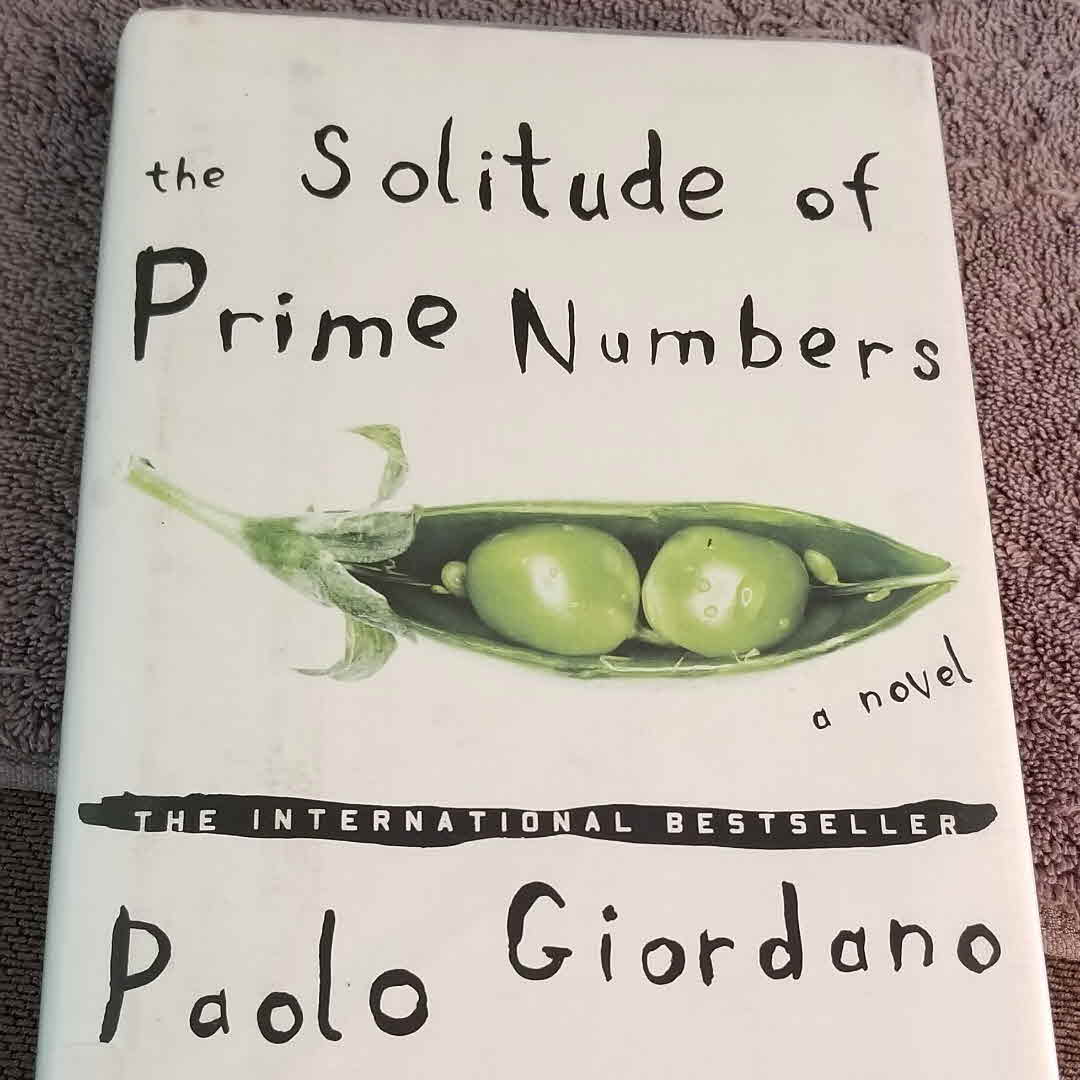 the Solitude of
Prime Numbers
a novel
THE INTERNATIONAL BESTSELLER
Paolo Giordano